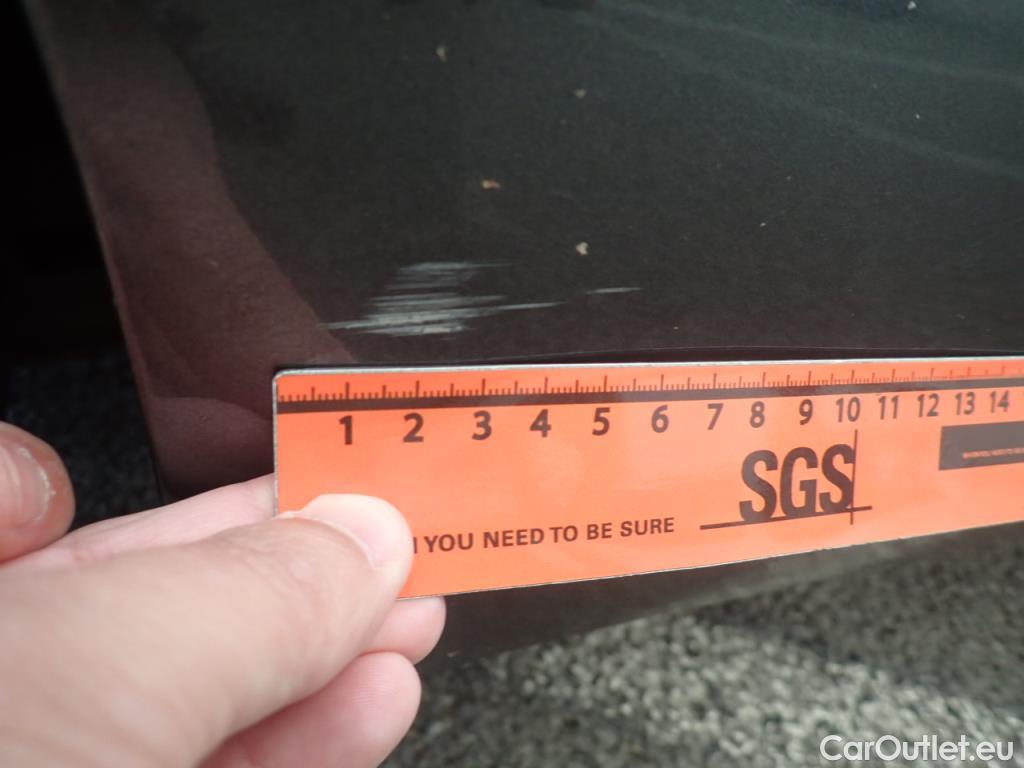 1 2 3 4 5 6 7 8 9 10 11 12 13 14
SGS
YOU NEED TO BE SURE
CarOutlet.eu